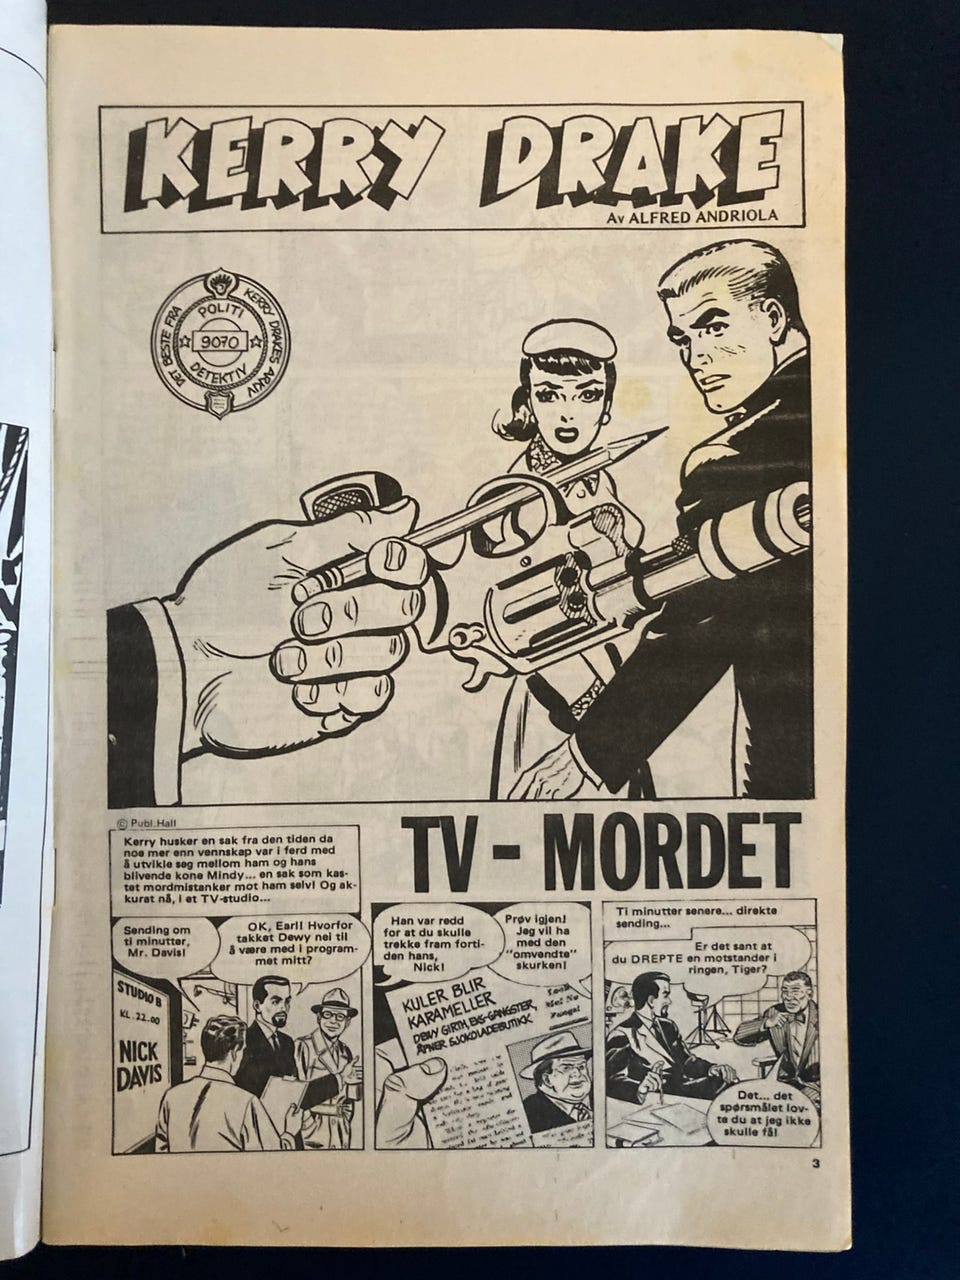 KERRY DRAKE
Av ALFRED ANDRIOLA
DET BESTE FRA
KERRY DRAKES ARKIV
POLITI
9070
DETEKTIV
© Publ.Hall
TV - MORDET
Kerry husker en sak fra den tiden da
noe mer enn vennskap var i ferd med
å utvikle seg mellom ham og hans
blivende kone Mindy... en sak som kas-
tet mordmistanker mot ham selv! Og ak-
kurat nå, i et TV-studio...
Sending om
ti minutter,
Mr. Davis!
OK, Earl! Hvorfor
takket Dewy nei til
å være med i program-
met mitt?
STUDIO B
KL. 22.00
NICK
DAVIS
Han var redd
for at du skulle
trekke fram forti-
den hans,
Nick!
Prøv igjen!
Jeg vil ha
med den
"omvendte"
skurken!
KULER BLIR
KARAMELLER
DEWY GIRTH, EKS-GANGSTER,
ÅPNER SJOKOLADEBUTIKK
Look
Me! No
Ti minutter senere... direkte
sending...
Er det sant at
du DREPTE en motstander i
ringen, Tiger?
Det... det
spørsmålet lov-
te du at jeg ikke
skulle få!
3